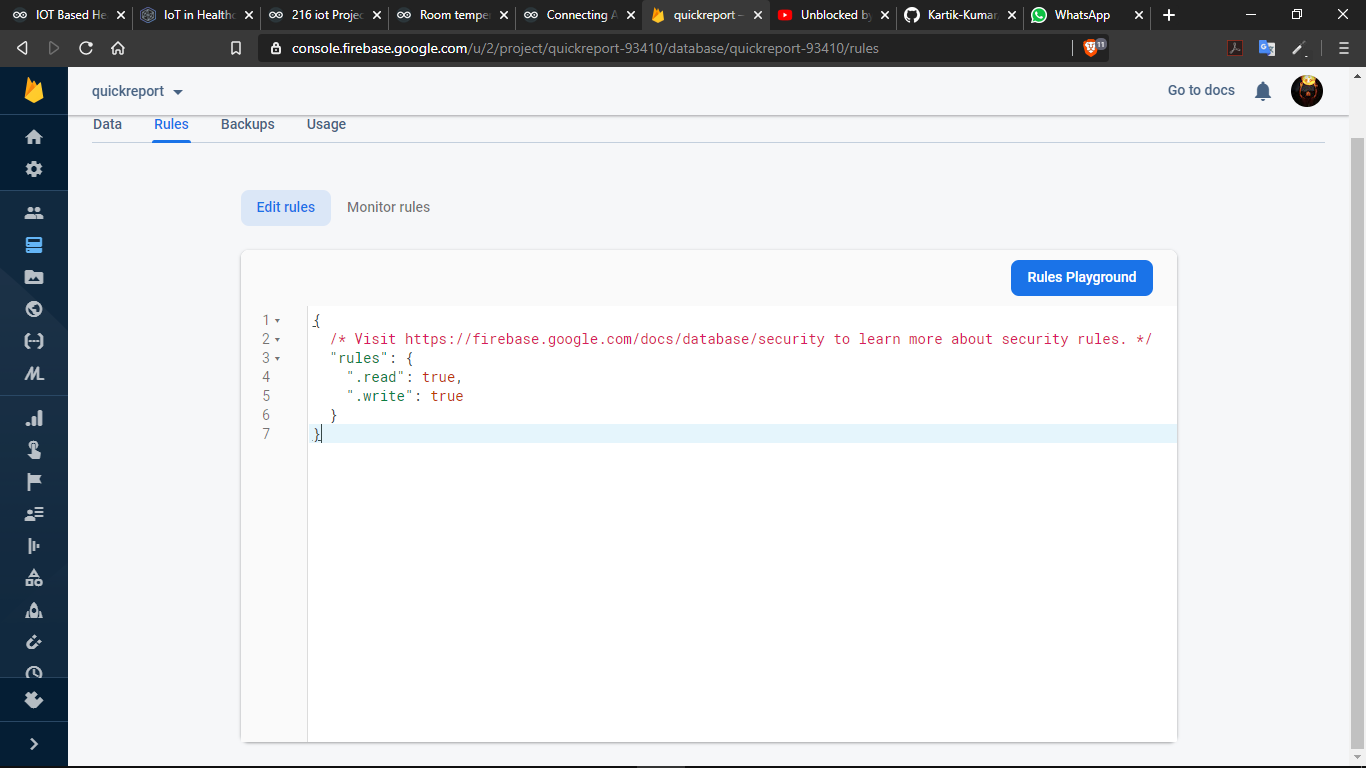 IOT Based He
IoT in Healthc
216 iot Projec
Room tempe
Connecting A
quickreport –
Unblocked by
Kartik-Kumar
WhatsApp
console.firebase.google.com/u/2/project/quickreport-93410/database/quickreport-93410/rules
11
quickreport
Go to docs
Data Rules Backups Usage
Edit rules Monitor rules
Rules Playground
1 {
2 /* Visit https://firebase.google.com/docs/database/security to learn more about security rules. */
3 "rules": {
4 ".read": true,
5 ".write": true
6 }
7 }